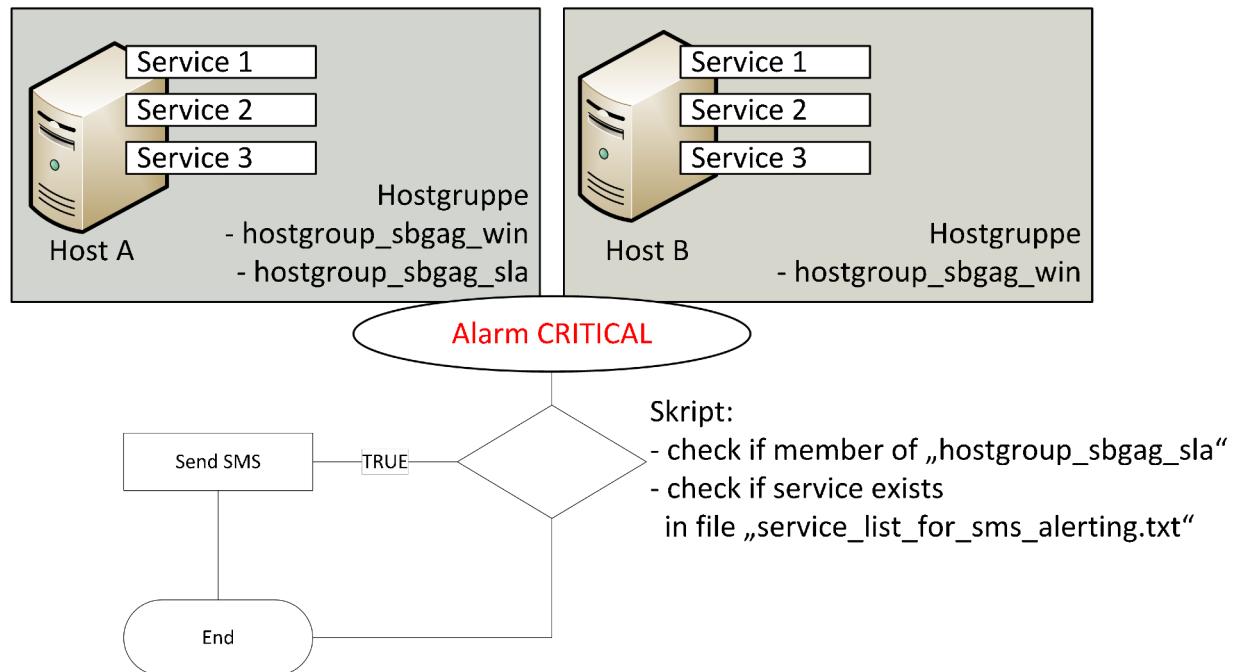 Service 1
Service 2
Service 3
Host A
Hostgruppe
- hostgroup_sbgag_win
- hostgroup_sbgag_sla
Service 1
Service 2
Service 3
Host B
Hostgruppe
- hostgroup_sbgag_win
Alarm CRITICAL
Skript:
- check if member of „hostgroup_sbgag_sla“
- check if service exists
in file „service_list_for_sms_alerting.txt“
TRUE
Send SMS
End